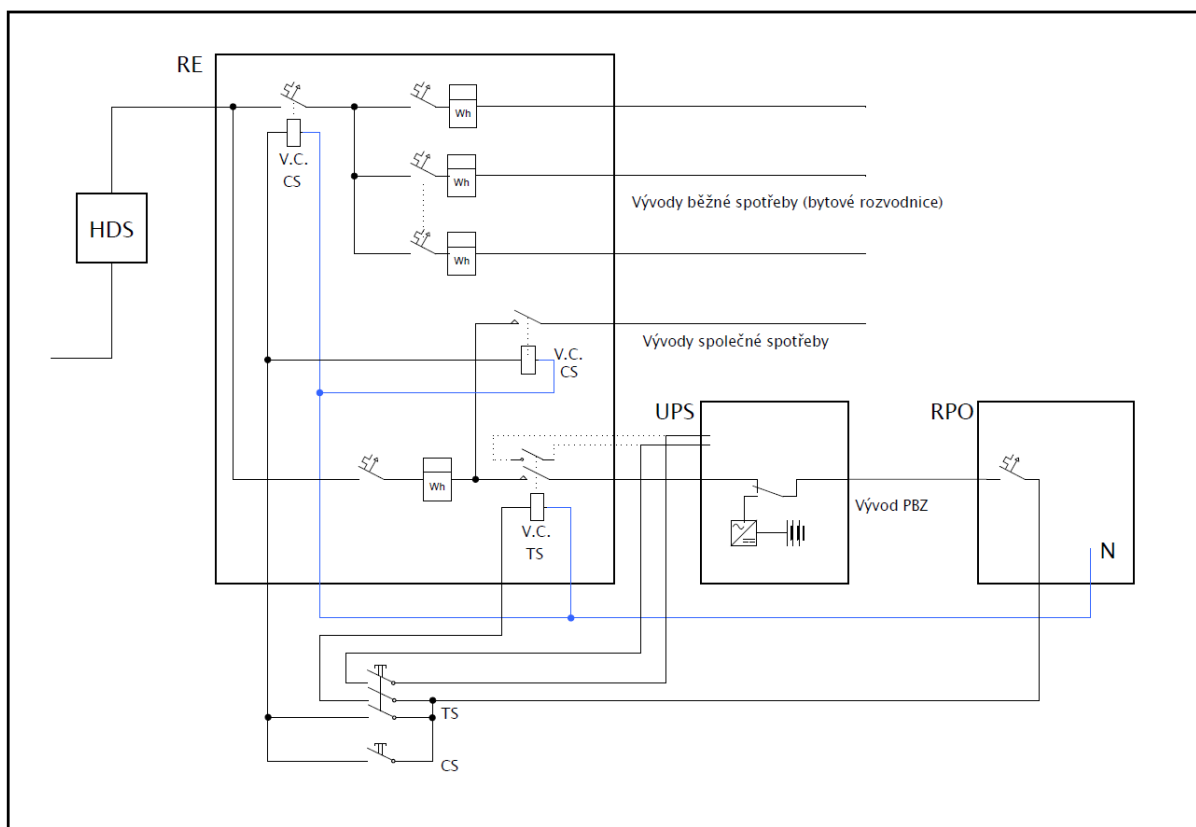 RE
Wh
V.C.
CS
Wh
Vývody běžné spotřeby (bytové rozvodnice)
HDS
Wh
Vývody společné spotřeby
V.C.
CS
UPS
RPO
Wh
Vývod PBZ
V.C.
TS
N
TS
CS